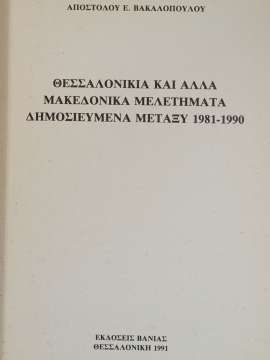 ΑΠΟΣΤΟΛΟΥ Ε. ΒΑΚΑΛΟΠΟΥΛΟΥ
ΘΕΣΣΑΛΟΝΙΚΙΑ ΚΑΙ ΑΛΛΑ
ΜΑΚΕΔΟΝΙΚΑ ΜΕΛΕΤΗΜΑΤΑ
ΔΗΜΟΣΙΕΥΜΕΝΑ ΜΕΤΑΞΥ 1981-1990
ΕΚΔΟΣΕΙΣ ΒΑΝΙΑΣ
ΘΕΣΣΑΛΟΝΙΚΗ 1991